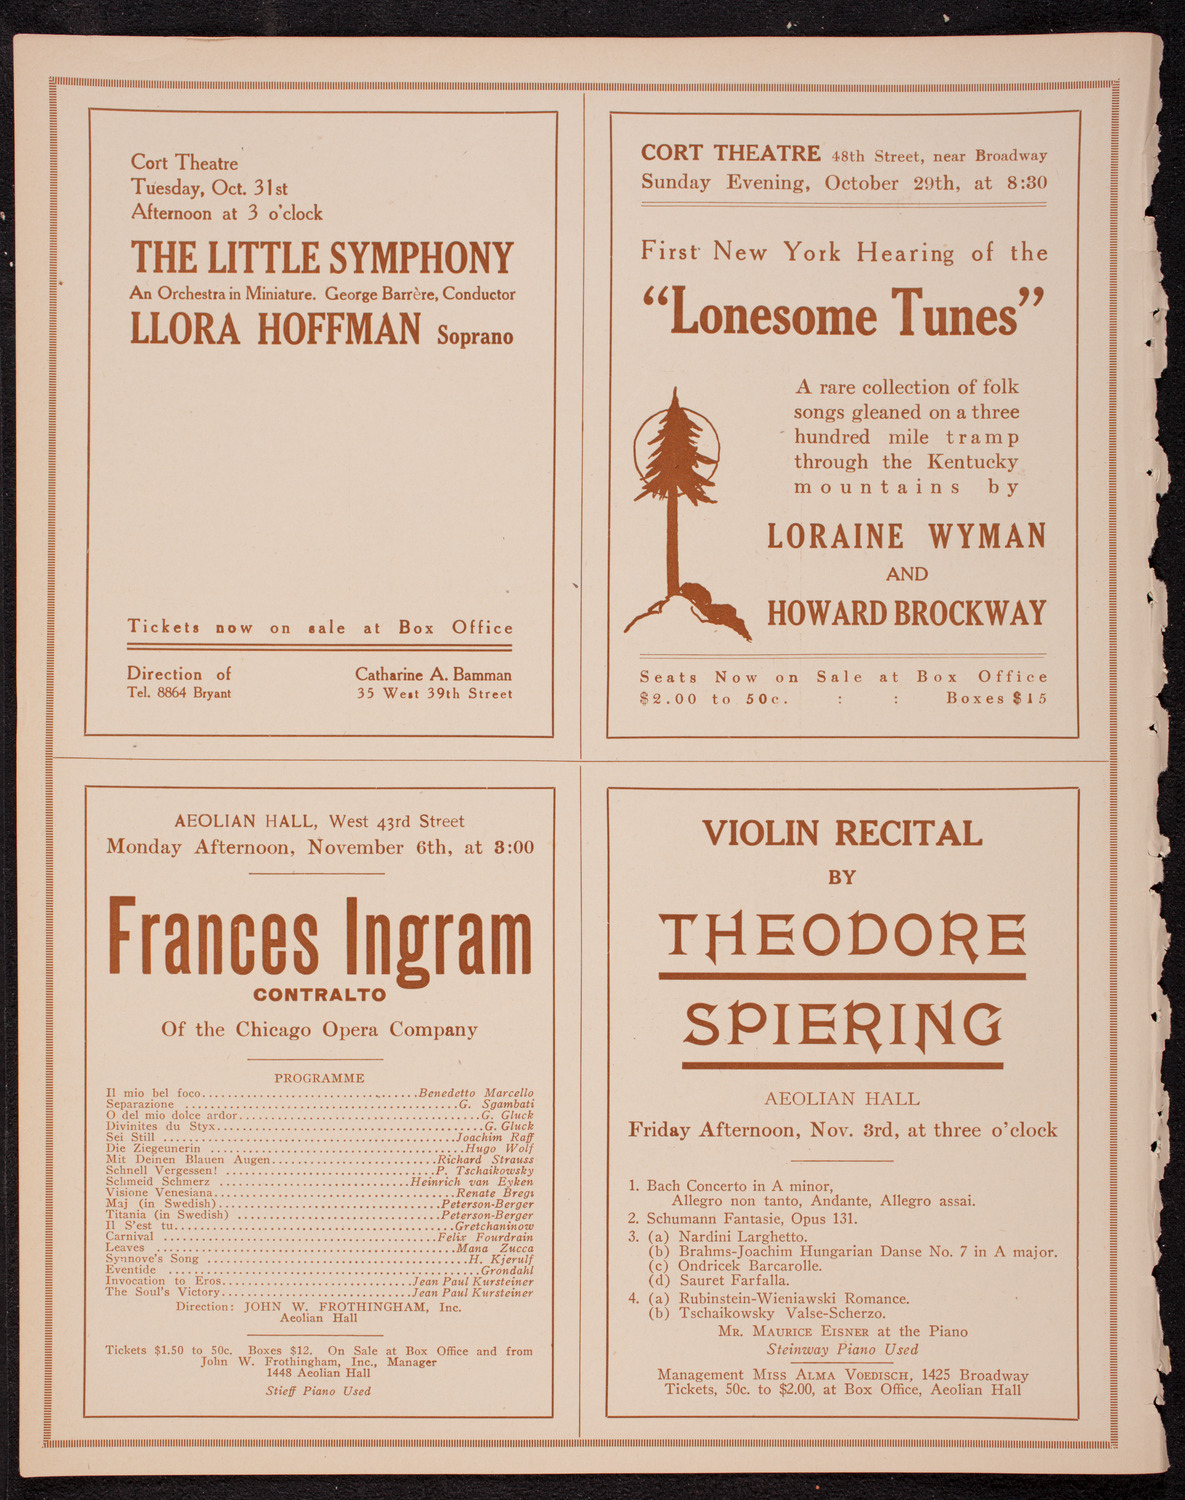 Cort Theatre
Tuesday, Oct. 31st
Afternoon at 3 o'clock
THE LITTLE SYMPHONY
An Orchestra in Miniature. George Barrère, Conductor
LLORA HOFFMAN Soprano
Tickets now on sale at Box Office
Direction of Catharine A. Bamman
Tel. 8864 Bryant 35 West 39th Street
CORT THEATRE 48th Street, near Broadway
Sunday Evening, October 29th, at 8:30
First New York Hearing of the
"Lonesome Tunes"
A rare collection of folk
songs gleaned on a three
hundred mile tramp
through the Kentucky
mountains by
LORAINE WYMAN
AND
HOWARD BROCKWAY
Seats Now on Sale at Box Office
$2.00 to 50c. : : Boxes $15
AEOLIAN HALL, West 43rd Street
Monday Afternoon, November 6th, at 3:00
Frances Ingram
CONTRALTO
Of the Chicago Opera Company
PROGRAMME
Il mio bel foco....................Benedetto Marcello
Separazione ....................G. Sgambati
O del mio dolce ardor....................G. Gluck
Divinites du Styx....................G. Gluck
Sei Still ....................Joachim Raff
Die Ziegeunerin ....................Hugo Wolf
Mit Deinen Blauen Augen....................Richard Strauss
Schnell Vergessen! ....................P. Tschaikowsky
Schmeid Schmerz ....................Heinrich van Eyken
Visione Venesiana....................Renate Bregi
Maj (in Swedish)....................Peterson-Berger
Titania (in Swedish) ....................Peterson-Berger
Il S'est tu....................Gretchaninow
Carnival ....................Felix Fourdrain
Leaves ....................Mana Zucca
Synnove's Song ....................H. Kjerulf
Eventide ....................Grondahl
Invocation to Eros....................Jean Paul Kursteiner
The Soul's Victory....................Jean Paul Kursteiner
Direction: JOHN W. FROTHINGHAM, Inc.
Aeolian Hall
Tickets $1.50 to 50c. Boxes $12. On Sale at Box Office and from
John W. Frothingham, Inc., Manager
1448 Aeolian Hall
Stieff Piano Used
VIOLIN RECITAL
BY
THEODORE
SPIERING
AEOLIAN HALL
Friday Afternoon, Nov. 3rd, at three o'clock
1. Bach Concerto in A minor,
Allegro non tanto, Andante, Allegro assai.
2. Schumann Fantasie, Opus 131.
3. (a) Nardini Larghetto.
(b) Brahms-Joachim Hungarian Danse No. 7 in A major.
(c) Ondricek Barcarolle.
(d) Sauret Farfalla.
4. (a) Rubinstein-Wieniawski Romance.
(b) Tschaikowsky Valse-Scherzo.
MR. MAURICE EISNER at the Piano
Steinway Piano Used
Management MISS ALMA VOEDISCH, 1425 Broadway
Tickets, 50c. to $2.00, at Box Office, Aeolian Hall